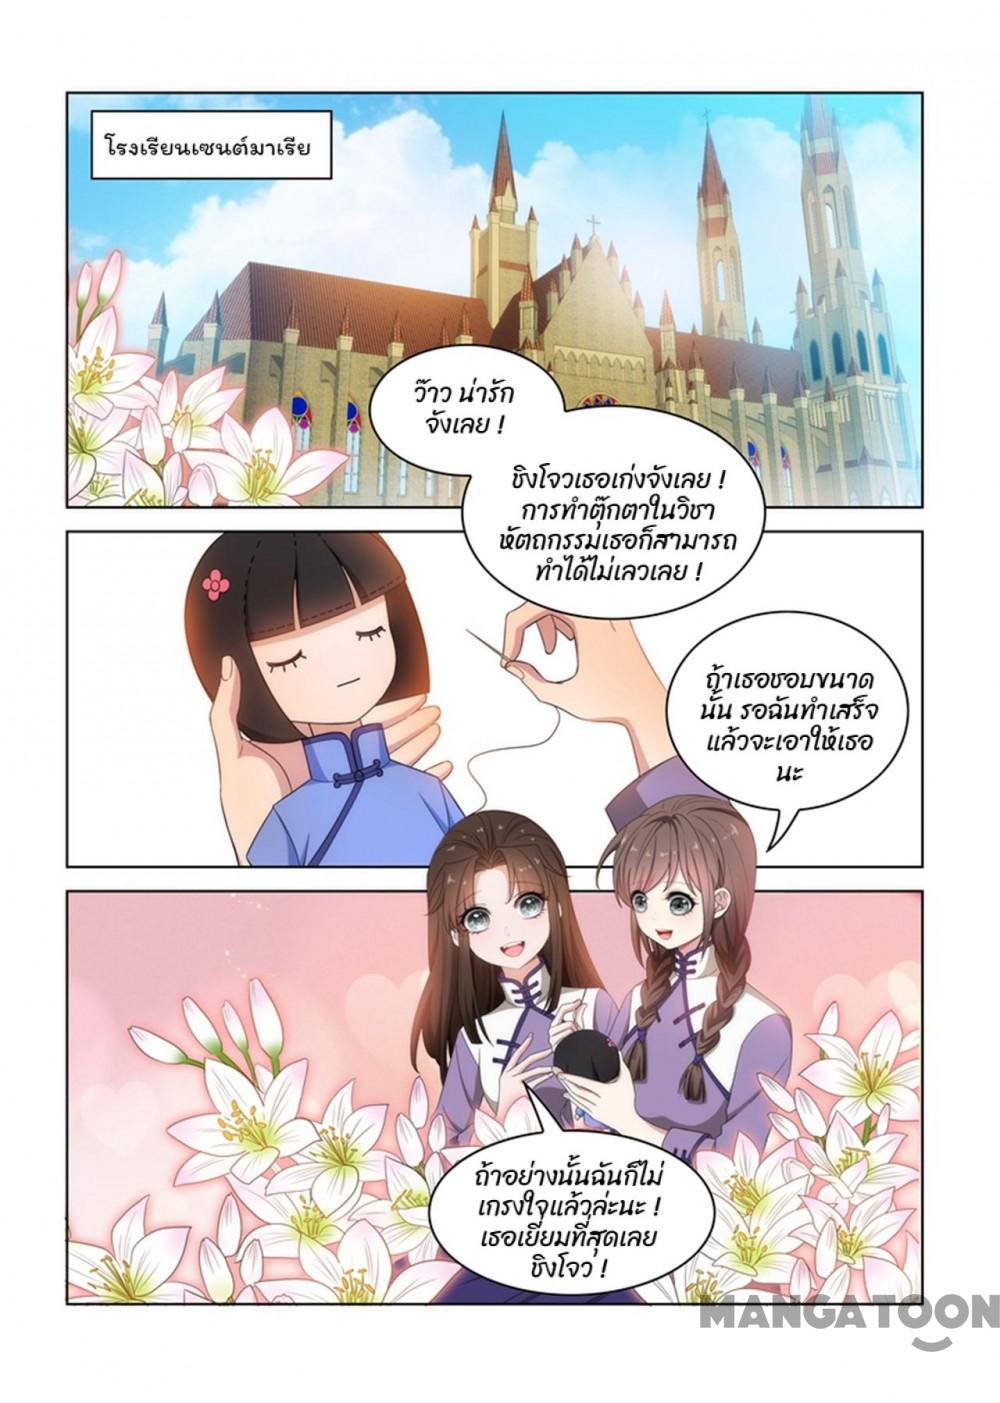 โรงเรียนเซนต์มาเรีย
ว๊าว น่ารัก
จังเลย !
ชิงโจวเธอเก่งจังเลย !
การทำตุ๊กตาในวิชา
หัตถกรรมเธอก็สามารถ
ทำได้ไม่เลวเลย !
ถ้าเธอชอบขนาด
นั้น รอฉันทำเสร็จ
แล้วจะเอาให้เธอ
นะ
ถ้าอย่างนั้นฉันก็ไม่
เกรงใจแล้วล่ะนะ !
เธอเยี่ยมที่สุดเลย
ชิงโจว !
MANGATOON